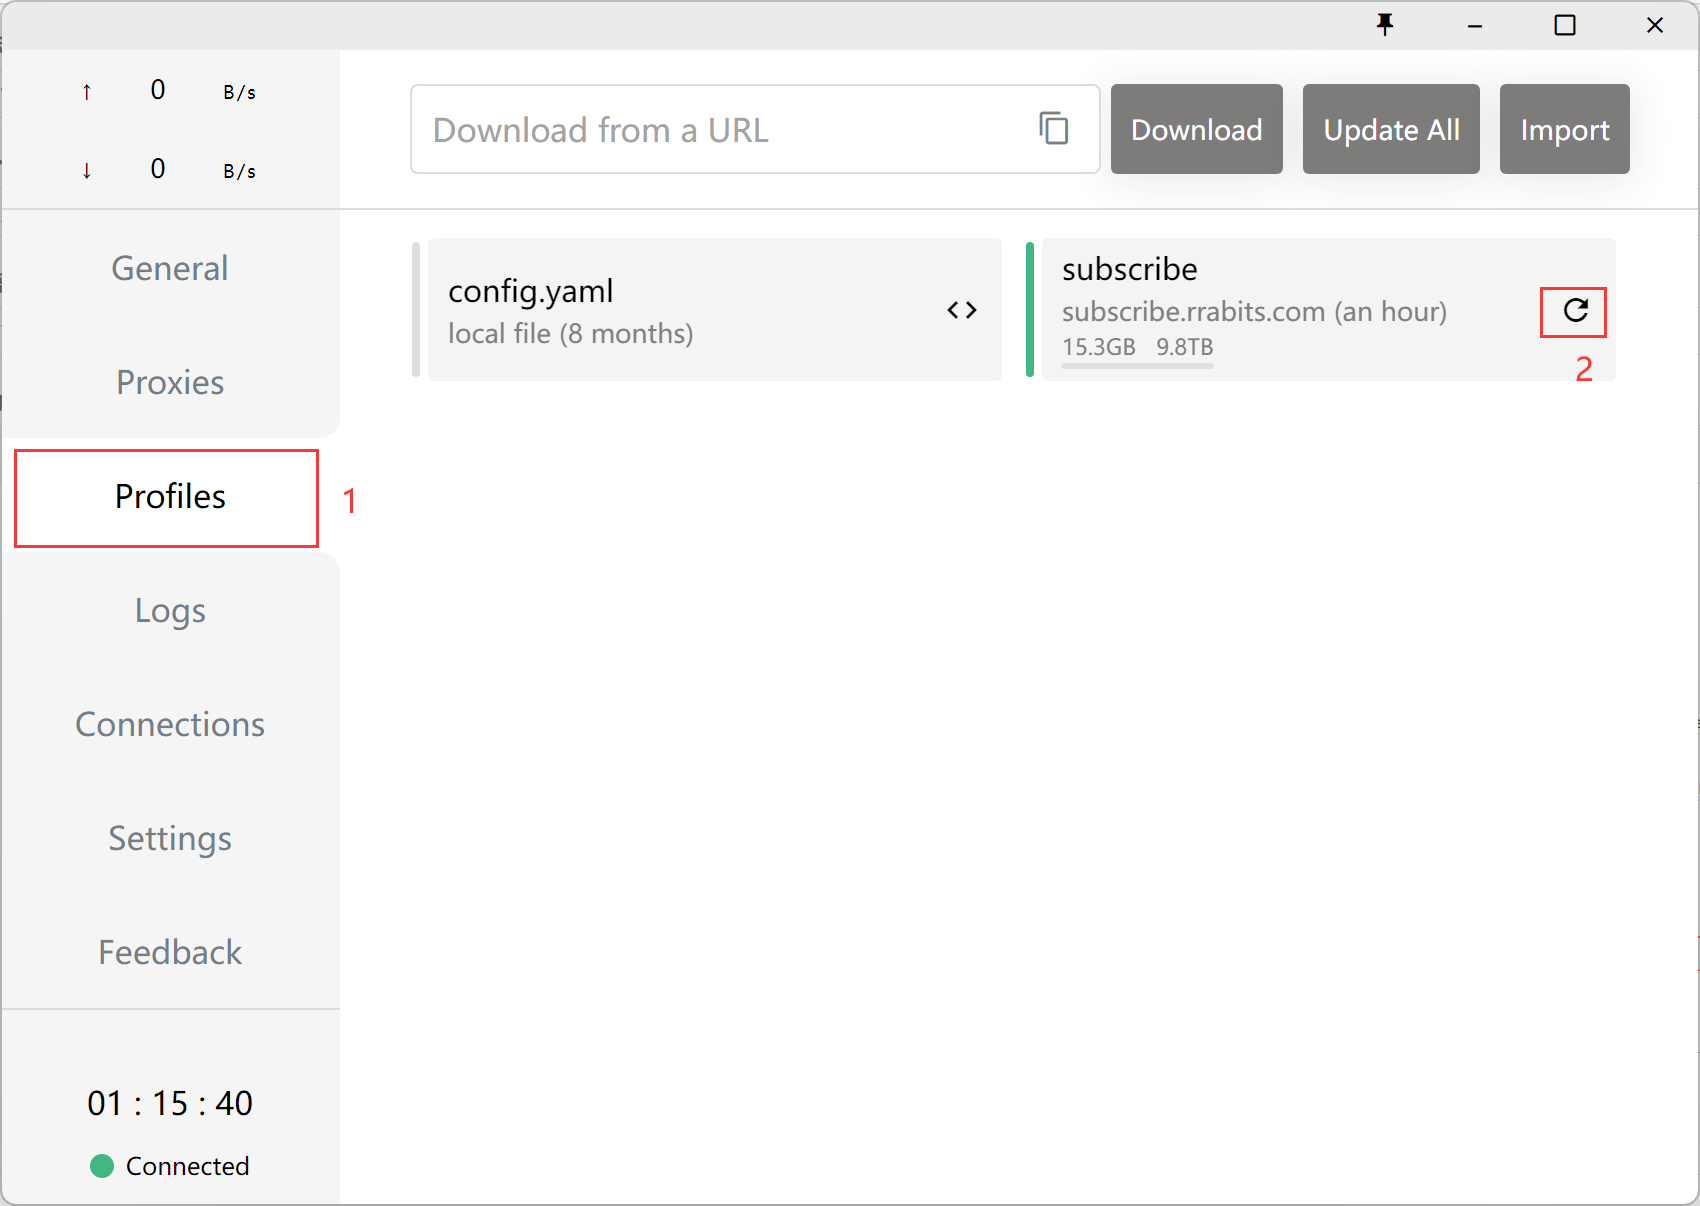 ↑ 0 B/s
↓ 0 B/s
General
Proxies
Profiles 1
Logs
Connections
Settings
Feedback
01 : 15 : 40
Connected
Download from a URL
Download
Update All
Import
config.yaml
local file (8 months)
<>
subscribe
subscribe.rrabits.com (an hour)
15.3GB 9.8TB
2